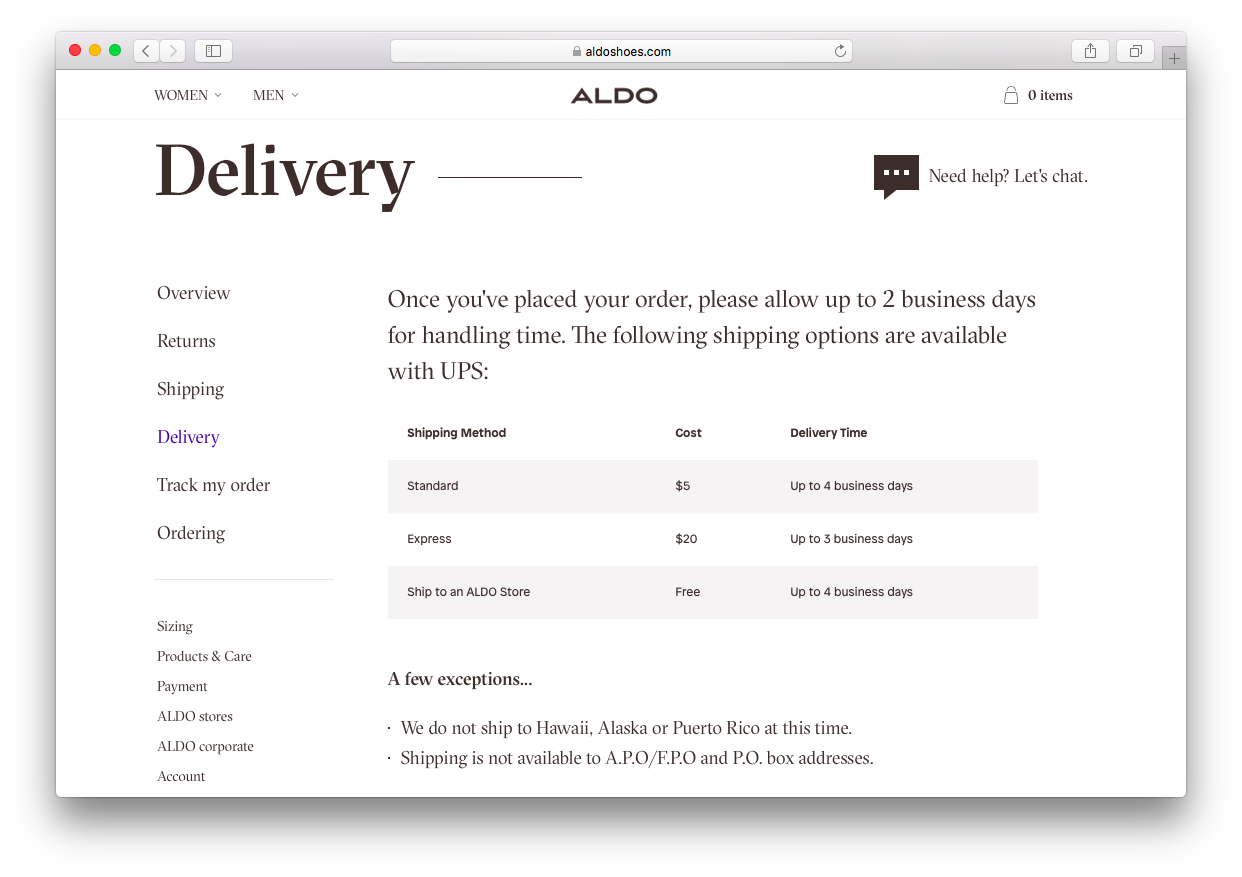 aldoshoes.com
WOMEN MEN ALDO 0 items
Delivery
Need help? Let's chat.
Overview
Returns
Shipping
Delivery
Track my order
Ordering
Sizing
Products & Care
Payment
ALDO stores
ALDO corporate
Account
Once you've placed your order, please allow up to 2 business days
for handling time. The following shipping options are available
with UPS:
Shipping Method Cost Delivery Time
Standard $5 Up to 4 business days
Express $20 Up to 3 business days
Ship to an ALDO Store Free Up to 4 business days
A few exceptions...
· We do not ship to Hawaii, Alaska or Puerto Rico at this time.
· Shipping is not available to A.P.O/F.P.O and P.O. box addresses.